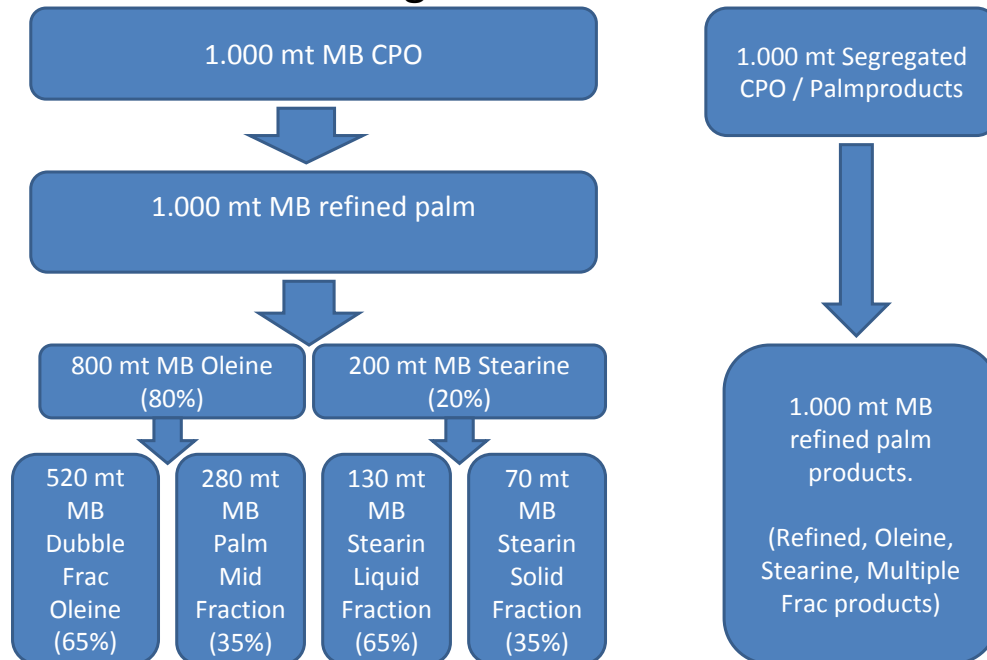 1.000 mt MB CPO
1.000 mt MB refined palm
800 mt MB Oleine
(80%)
200 mt MB Stearine
(20%)
520 mt
MB
Dubble
Frac
Oleine
(65%)
280 mt
MB
Palm
Mid
Fraction
(35%)
130 mt
MB
Stearin
Liquid
Fraction
(65%)
70 mt
MB
Stearin
Solid
Fraction
(35%)
1.000 mt Segregated
CPO / Palmproducts
1.000 mt MB
refined palm
products.
(Refined, Oleine,
Stearine, Multiple
Frac products)